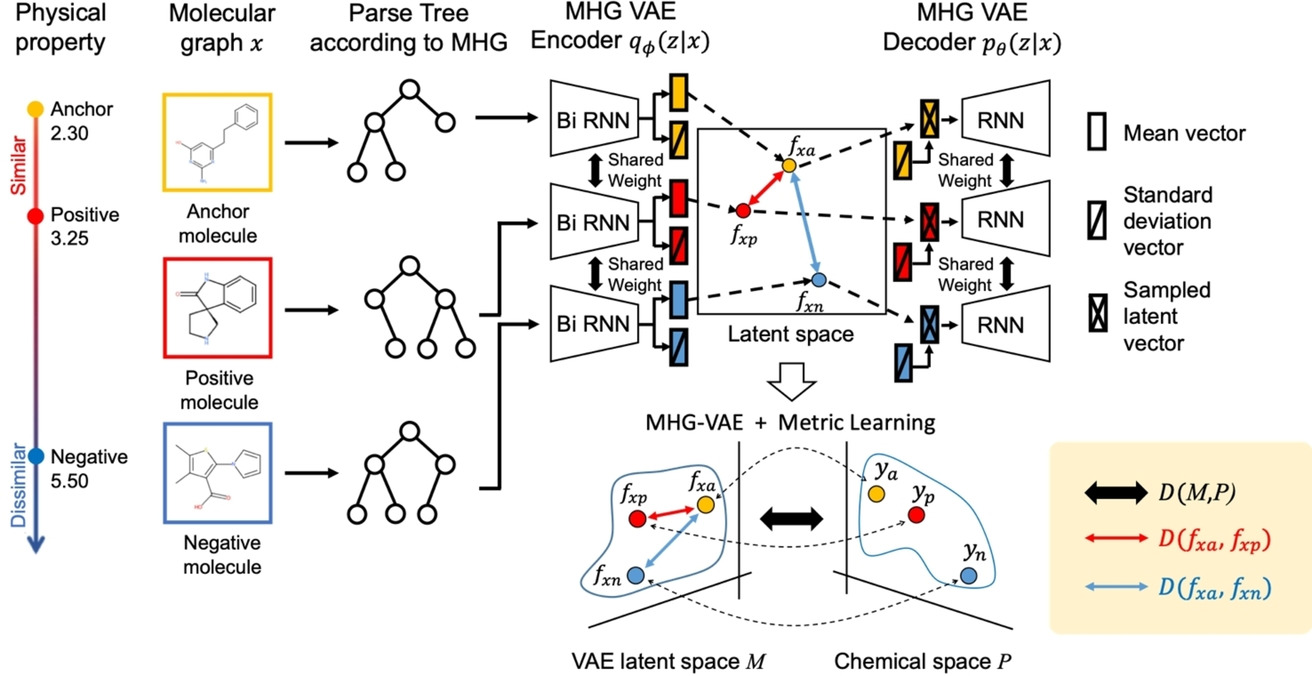 Physical
property
Molecular
graph x
Parse Tree
according to MHG
MHG VAE
Encoder qϕ(z|x)
MHG VAE
Decoder pθ(z|x)
Similar
Dissimilar
Anchor
2.30
Positive
3.25
Negative
5.50
Anchor
molecule
Positive
molecule
Negative
molecule
Bi RNN
Shared
Weight
Bi RNN
Shared
Weight
Bi RNN
fxa
fxp
fxn
Latent space
RNN
Shared
Weight
RNN
Shared
Weight
RNN
Mean vector
Standard
deviation
vector
Sampled
latent
vector
MHG-VAE + Metric Learning
fxp
fxa
fxn
ya
yp
yn
VAE latent space M
Chemical space P
D(M,P)
D(fxa, fxp)
D(fxa, fxn)